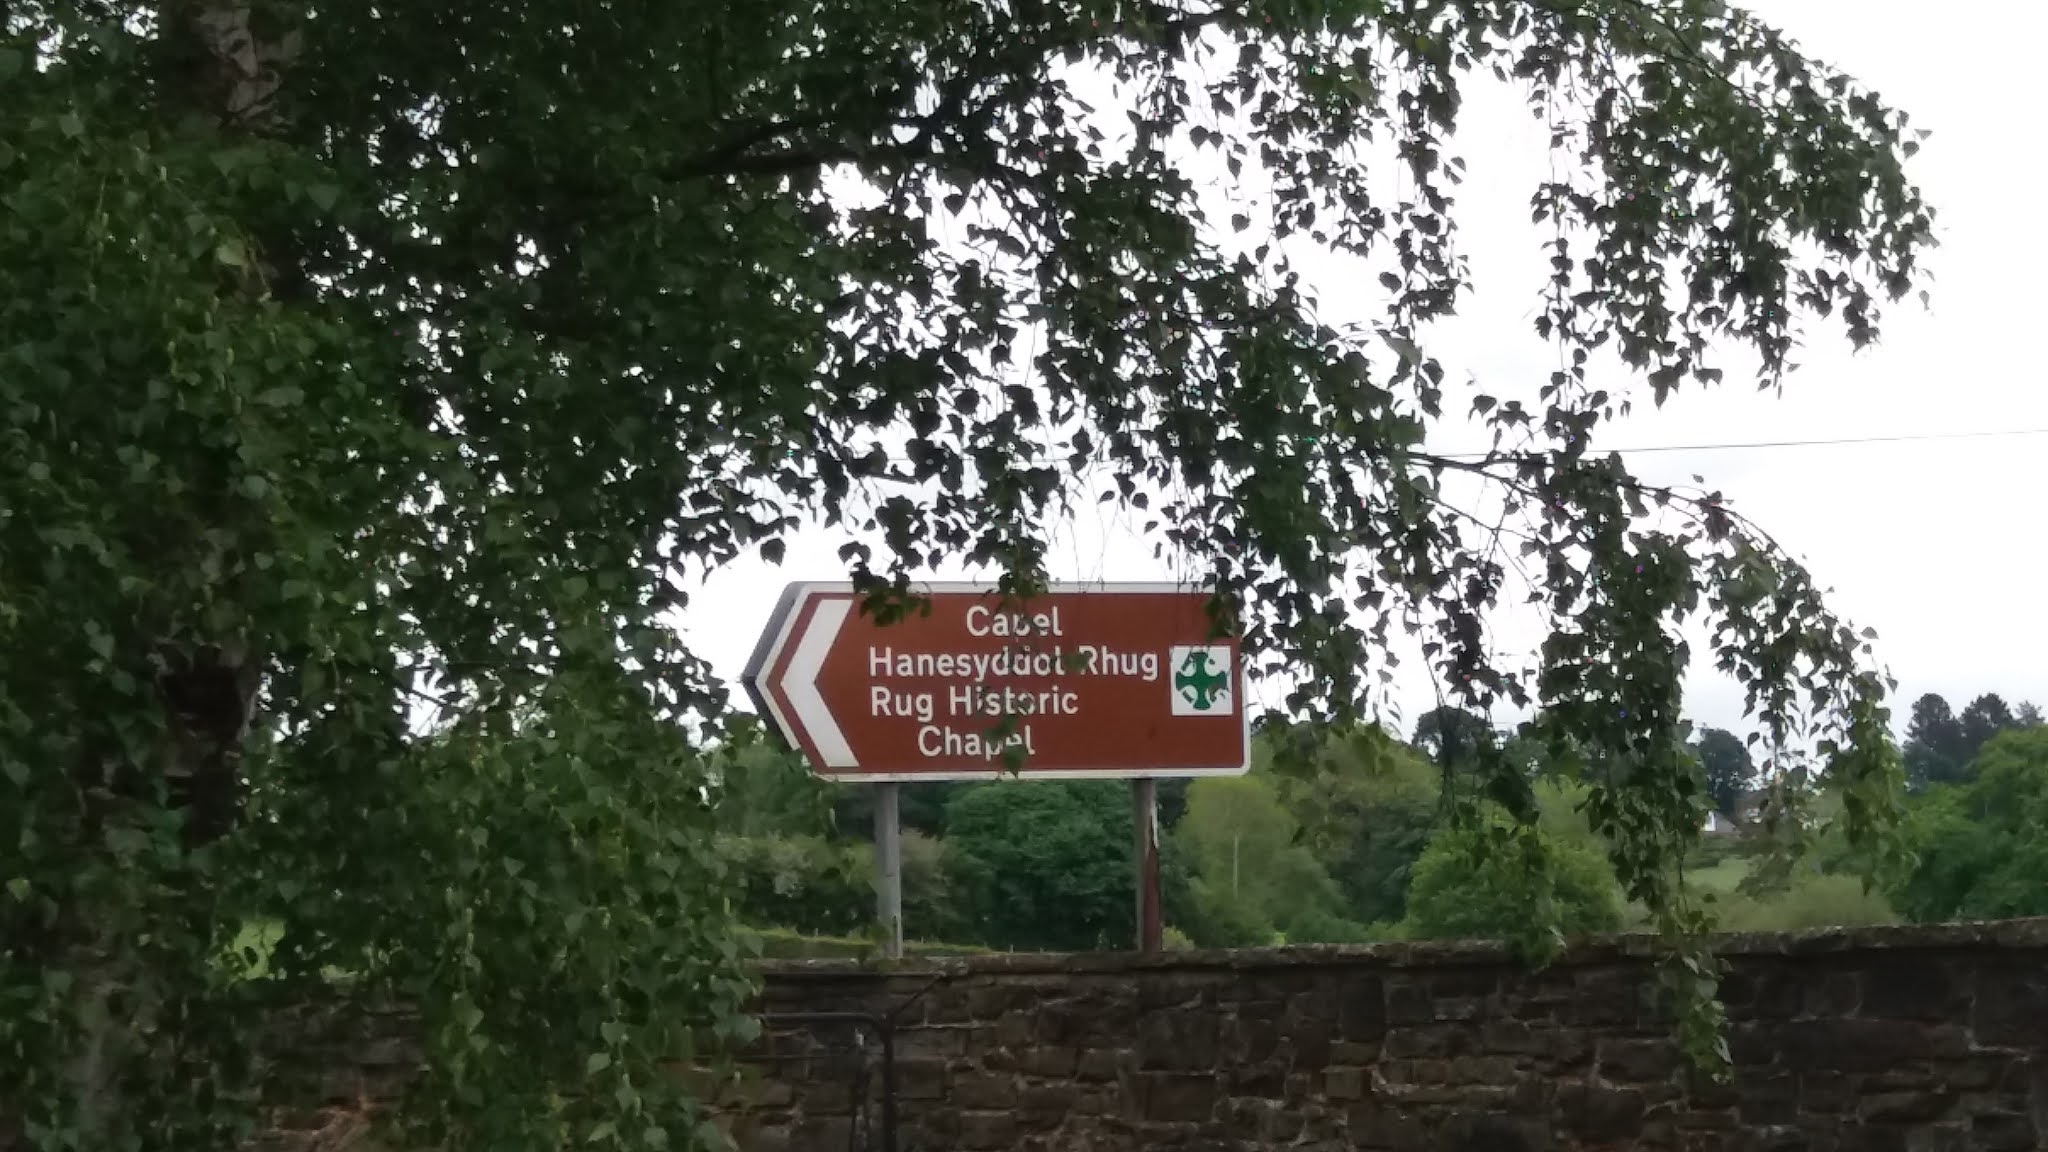 Capel
Hanesyddol Rhug
Rug Historic
Chapel